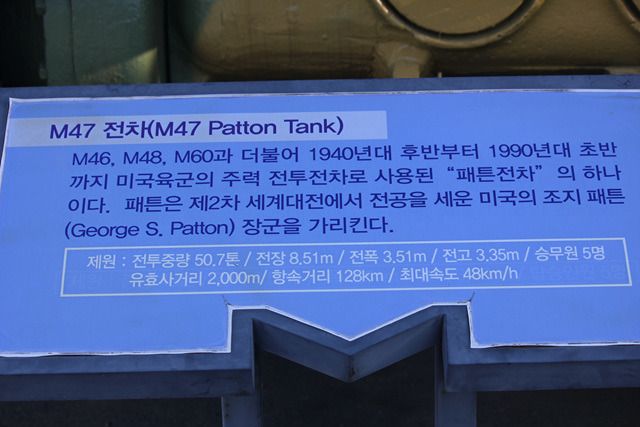 M47 전차(M47 Patton Tank)
M46, M48, M60과 더불어 1940년대 후반부터 1990년대 초반
까지 미국육군의 주력 전투전차로 사용된 “패튼전차” 의 하나
이다. 패튼은 제2차 세계대전에서 전공을 세운 미국의 조지 패튼
(George S. Patton) 장군을 가리킨다.
제원 : 전투중량 50.7톤 / 전장 8.51m / 전폭 3.51m / 전고 3.35m / 승무원 5명
유효사거리 2,000m/ 항속거리 128km / 최대속도 48km/h